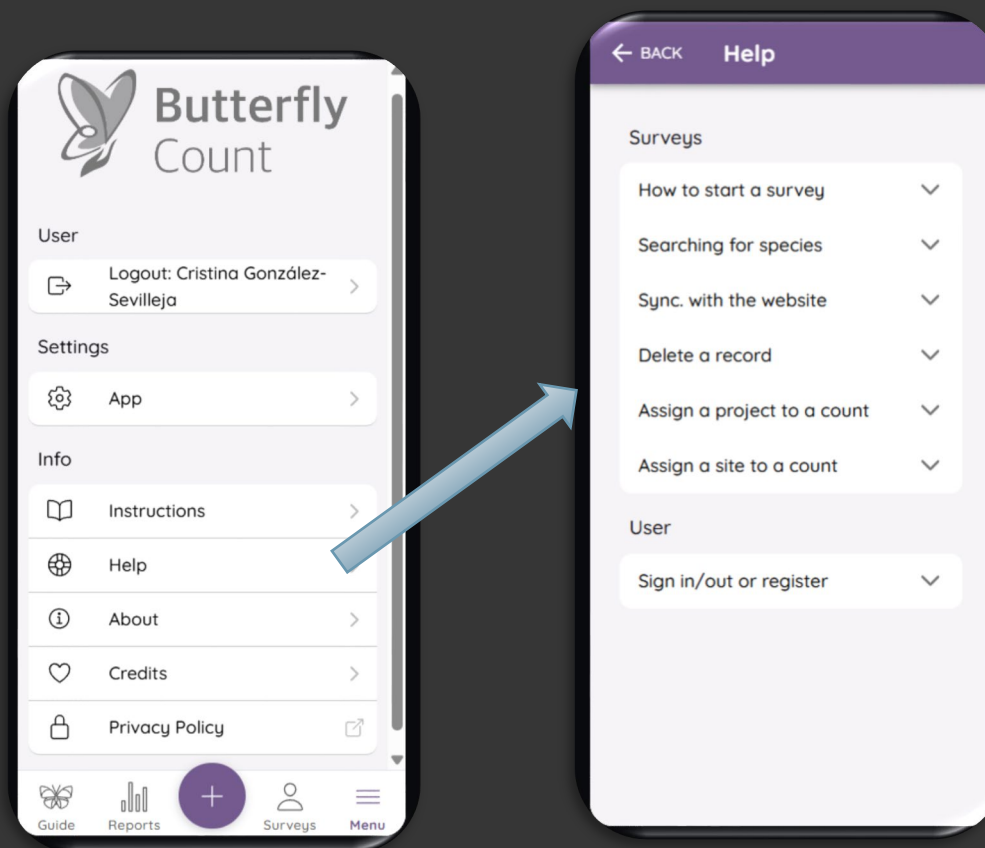 Butterfly
Count
User
Logout: Cristina González-
Sevilleja
Settings
App
Info
Instructions
Help
About
Credits
Privacy Policy
Guide
Reports
Surveys
Menu
BACK Help
Surveys
How to start a survey
Searching for species
Sync. with the website
Delete a record
Assign a project to a count
Assign a site to a count
User
Sign in/out or register